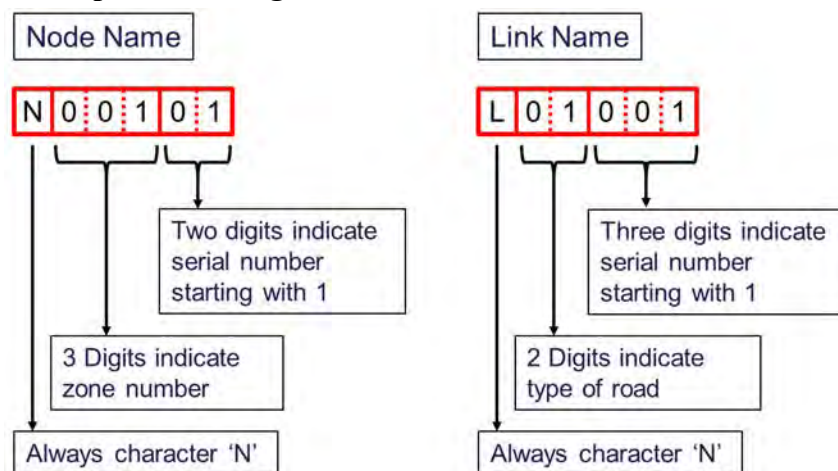 Node Name
N 0 0 1 0 1
Two digits indicate
serial number
starting with 1
3 Digits indicate
zone number
Always character ‘N’
Link Name
L 0 1 0 0 1
Three digits indicate
serial number
starting with 1
2 Digits indicate
type of road
Always character ‘N’